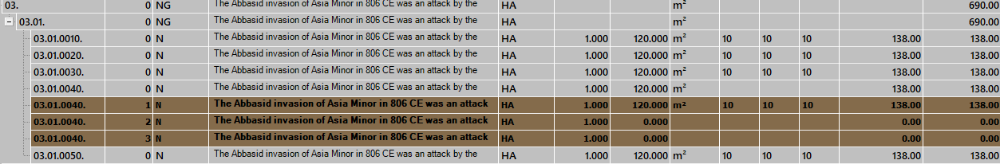 03. 0 NG The Abbasid invasion of Asia Minor in 806 CE was an attack by the HA m² 690.00
03.01. 0 NG The Abbasid invasion of Asia Minor in 806 CE was an attack by the HA m² 690.00
03.01.0010. 0 N The Abbasid invasion of Asia Minor in 806 CE was an attack by the HA 1.000 120.000 m² 10 10 10 138.00 138.00
03.01.0020. 0 N The Abbasid invasion of Asia Minor in 806 CE was an attack by the HA 1.000 120.000 m² 10 10 10 138.00 138.00
03.01.0030. 0 N The Abbasid invasion of Asia Minor in 806 CE was an attack by the HA 1.000 120.000 m² 10 10 10 138.00 138.00
03.01.0040. 0 N The Abbasid invasion of Asia Minor in 806 CE was an attack by the HA 1.000 120.000 m² 138.00 138.00
03.01.0040. 1 N The Abbasid invasion of Asia Minor in 806 CE was an attack HA 1.000 120.000 m² 10 10 10 138.00 138.00
03.01.0040. 2 N The Abbasid invasion of Asia Minor in 806 CE was an attack HA 1.000 0.000 0.00 0.00
03.01.0040. 3 N The Abbasid invasion of Asia Minor in 806 CE was an attack HA 1.000 0.000 0.00 0.00
03.01.0050. 0 N The Abbasid invasion of Asia Minor in 806 CE was an attack by the HA 1.000 120.000 m² 10 10 10 138.00 138.00